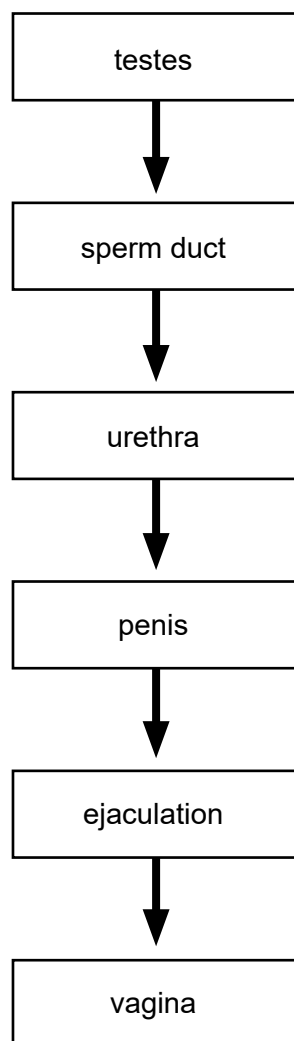 testes
sperm duct
urethra
penis
ejaculation
vagina